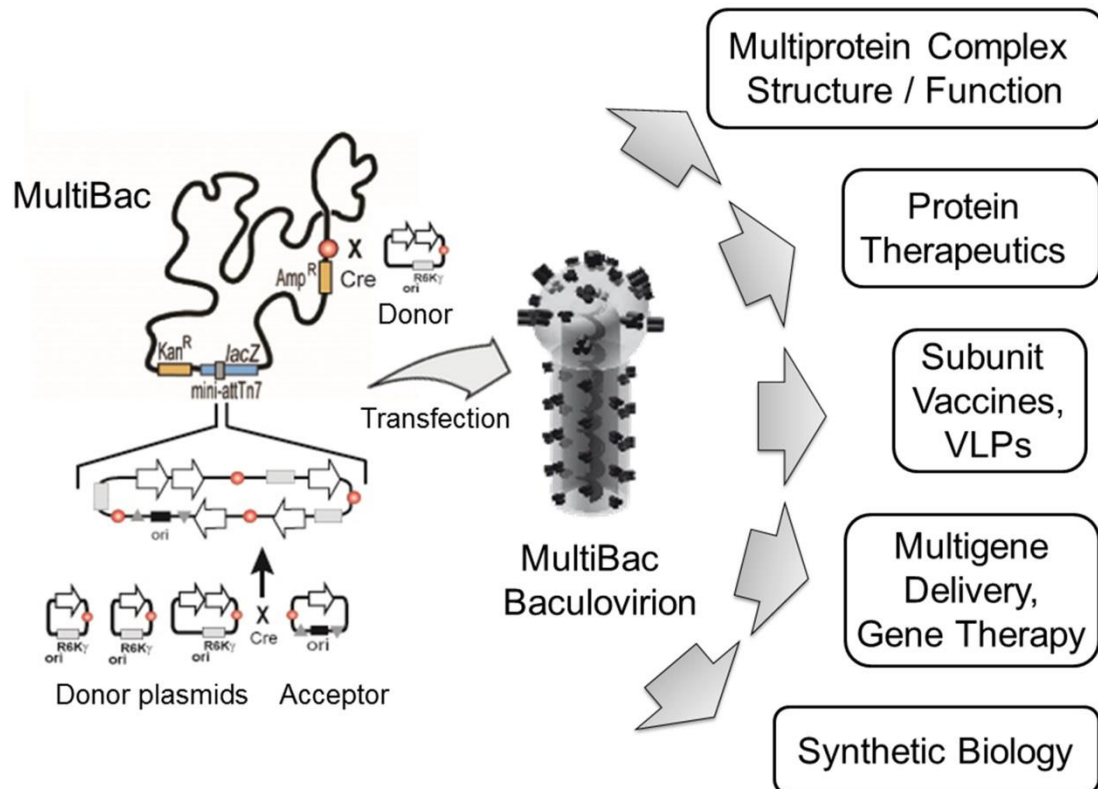 MultiBac
Amp R
X
Cre
R6Kγ
ori
Donor
Kan R
lacZ
mini-attTn7
Transfection
ori
R6Kγ
ori
R6Kγ
ori
R6Kγ
ori
X
Cre
ori
Donor plasmids
Acceptor
MultiBac
Baculovirion
Multiprotein Complex
Structure / Function
Protein
Therapeutics
Subunit
Vaccines,
VLPs
Multigene
Delivery,
Gene Therapy
Synthetic Biology